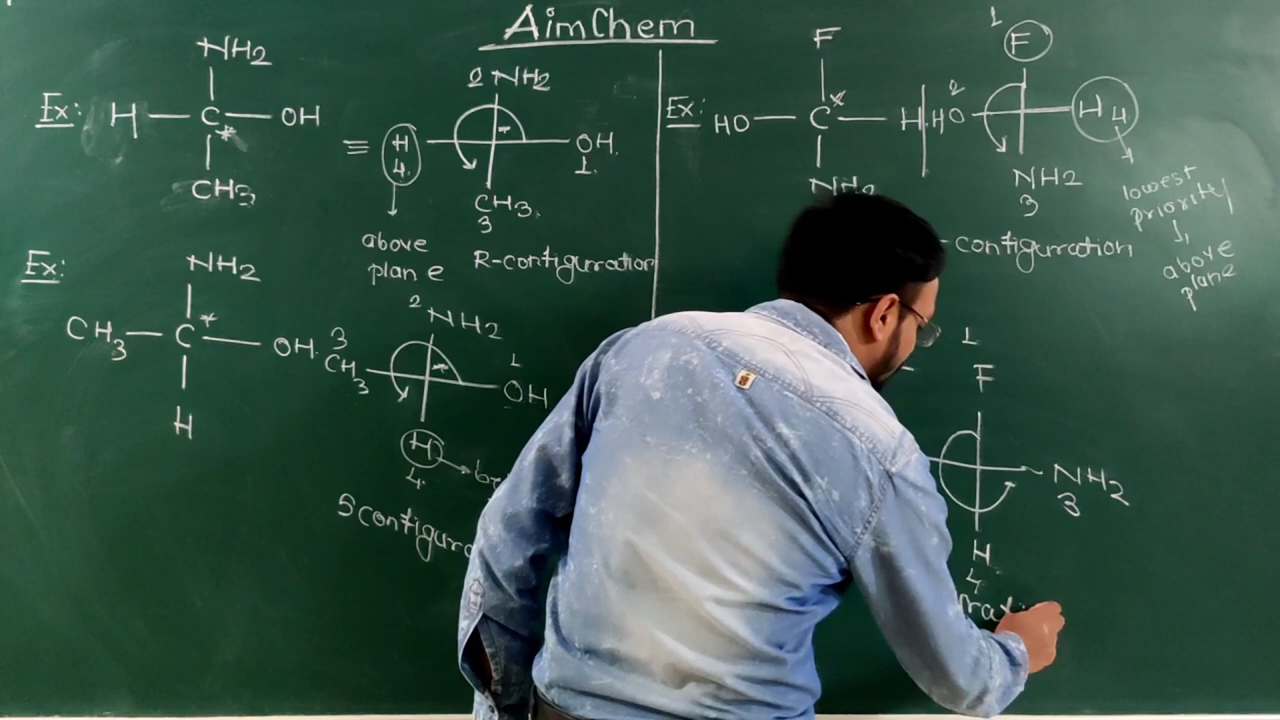 AimChem
Ex:
NH2
H — C — OH
*
CH3
≡
2 NH2
H
4.
OH.
1.
CH3.
3
above
plane
R-configuration
Ex:
NH2
CH3 — C* — OH.
H
2 NH2
3
CH3
1
OH
H
4.
S configura
Ex:
F
HO — C* — H
NH2
1
F
HO 2
H 4
NH2
3
lowest
priority
↓
above
plane
-configuration
1
F
NH2
3
H
4